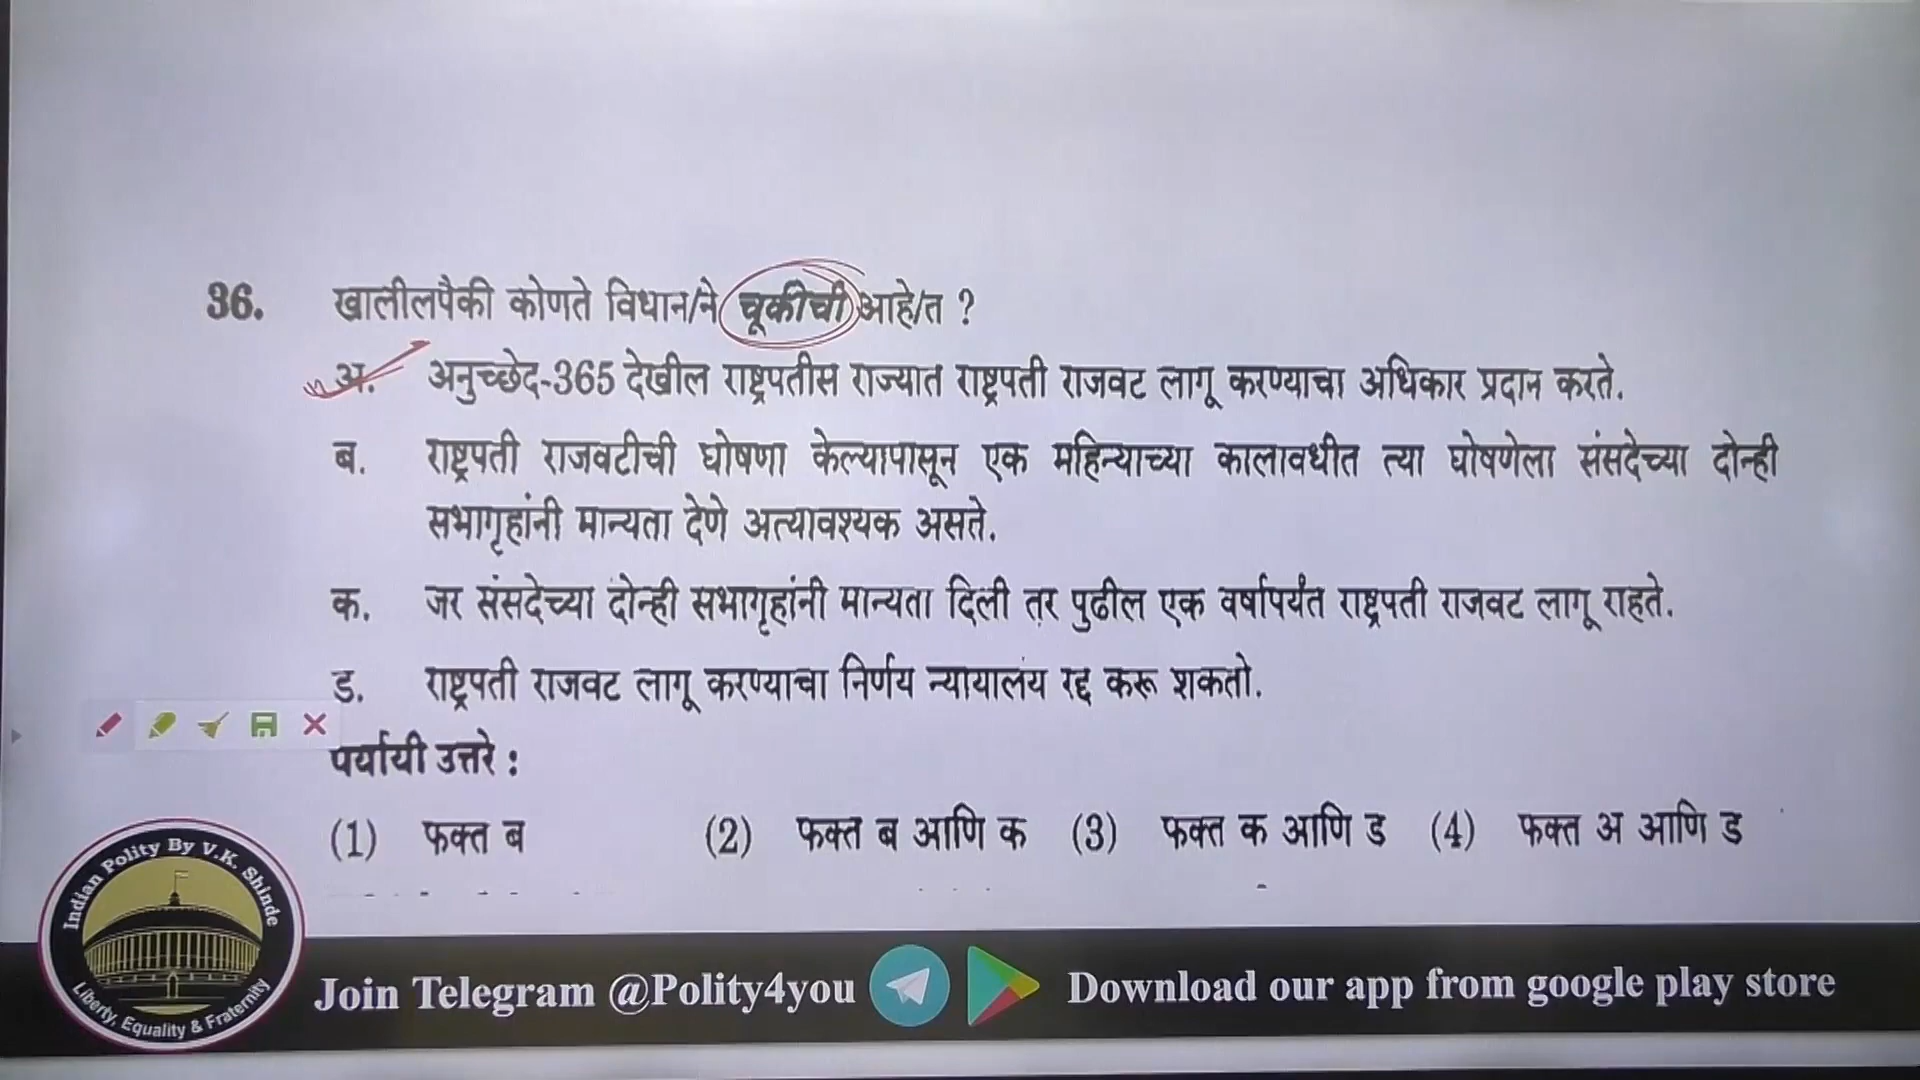 36. खालीलपैकी कोणते विधान/ने चूकीची आहे/त ?
अ. अनुच्छेद-365 देखील राष्ट्रपतीस राज्यात राष्ट्रपती राजवट लागू करण्याचा अधिकार प्रदान करते.
ब. राष्ट्रपती राजवटीची घोषणा केल्यापासून एक महिन्याच्या कालावधीत त्या घोषणेला संसदेच्या दोन्ही
सभागृहांनी मान्यता देणे अत्यावश्यक असते.
क. जर संसदेच्या दोन्ही सभागृहांनी मान्यता दिली तर पुढील एक वर्षापर्यंत राष्ट्रपती राजवट लागू राहते.
ड. राष्ट्रपती राजवट लागू करण्याचा निर्णय न्यायालय रद्द करू शकतो.
पर्यायी उत्तरे :
(1) फक्त ब (2) फक्त ब आणि क (3) फक्त क आणि ड (4) फक्त अ आणि ड
Indian Polity By V.K. Shinde
Liberty, Equality & Fraternity
Join Telegram @Polity4you
Download our app from google play store